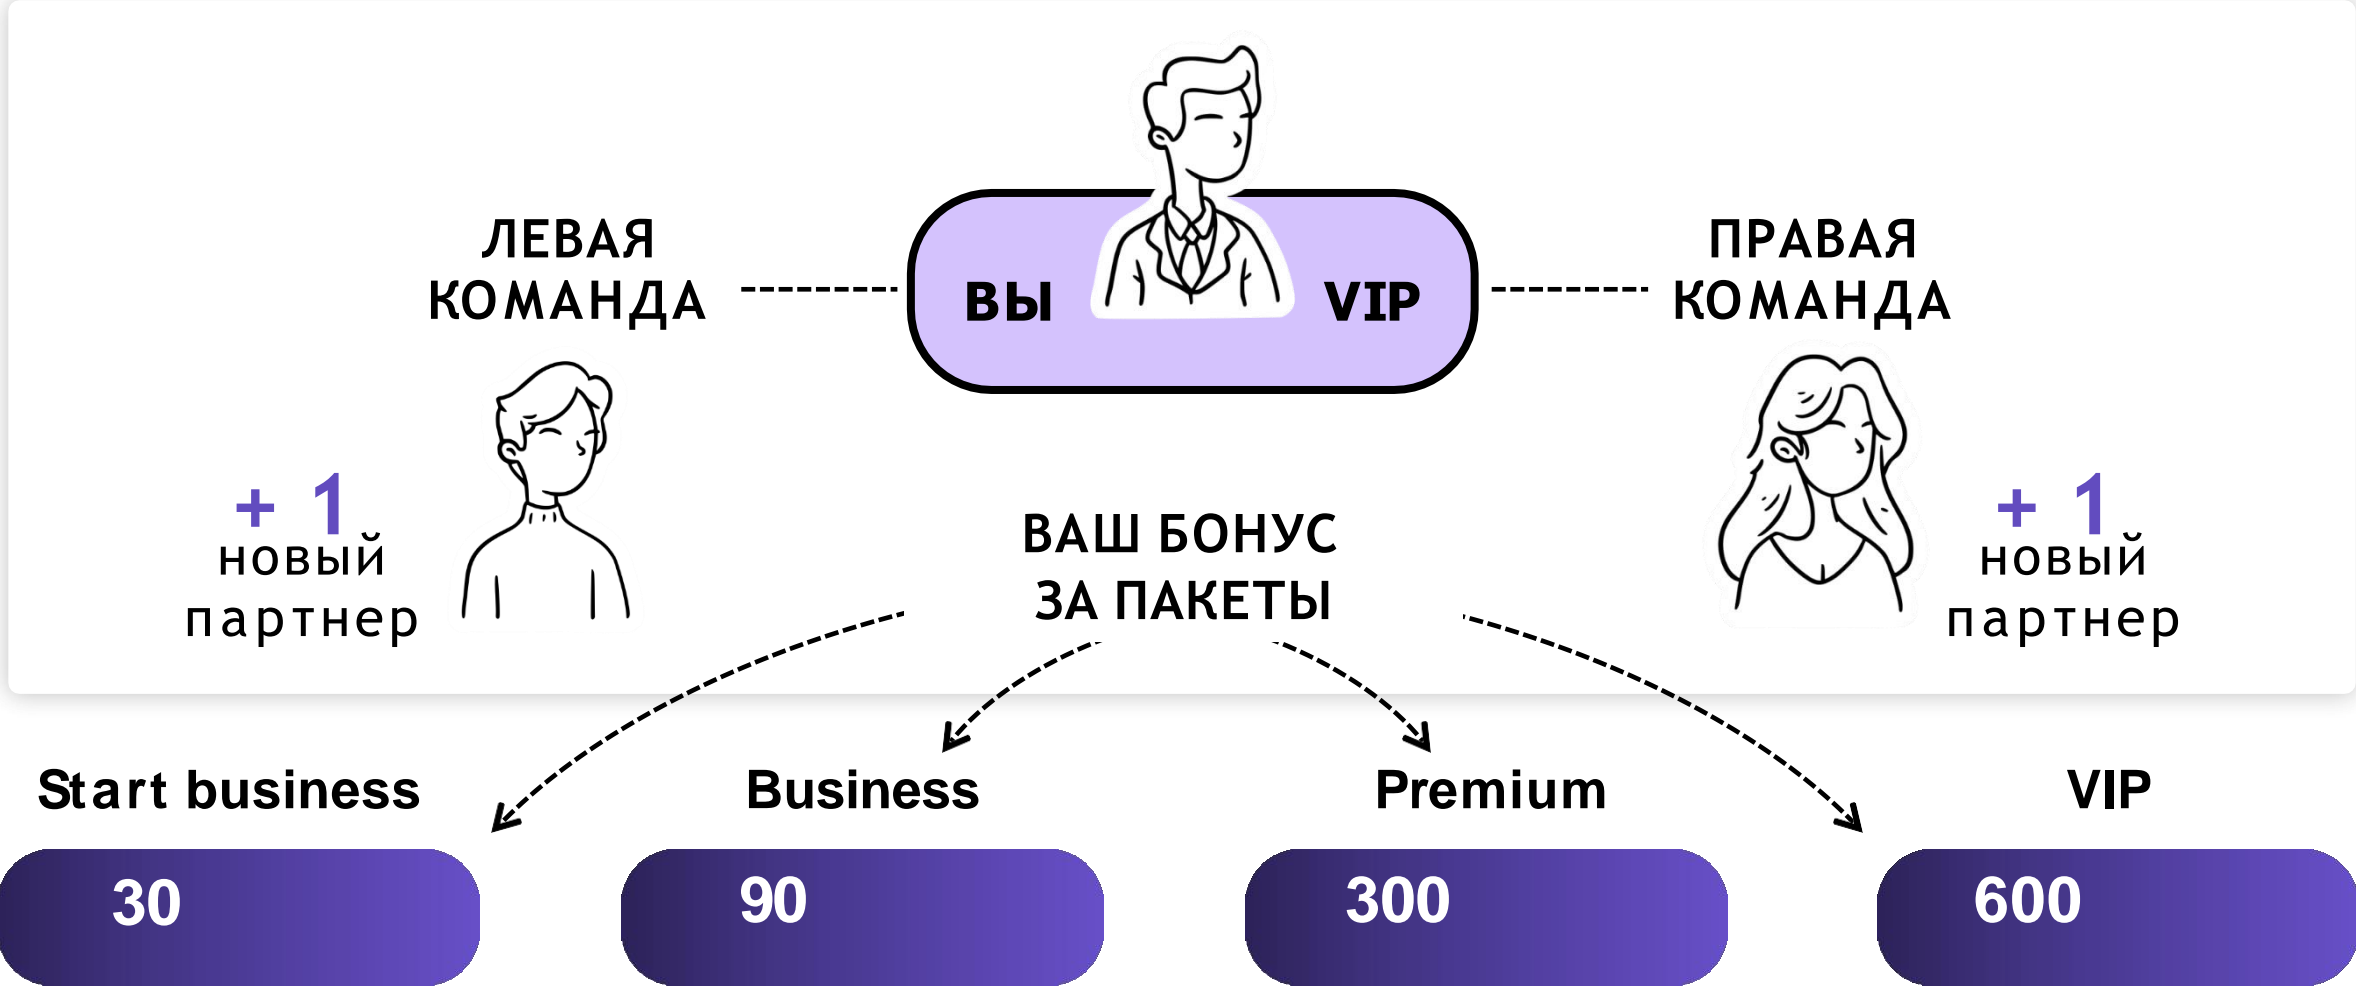 ЛЕВАЯ
КОМАНДА
ВЫ
VIP
ПРАВАЯ
КОМАНДА
+ 1
новый
партнер
+ 1
новый
партнер
ВАШ БОНУС
ЗА ПАКЕТЫ
Start business
Business
Premium
VIP
30
90
300
600